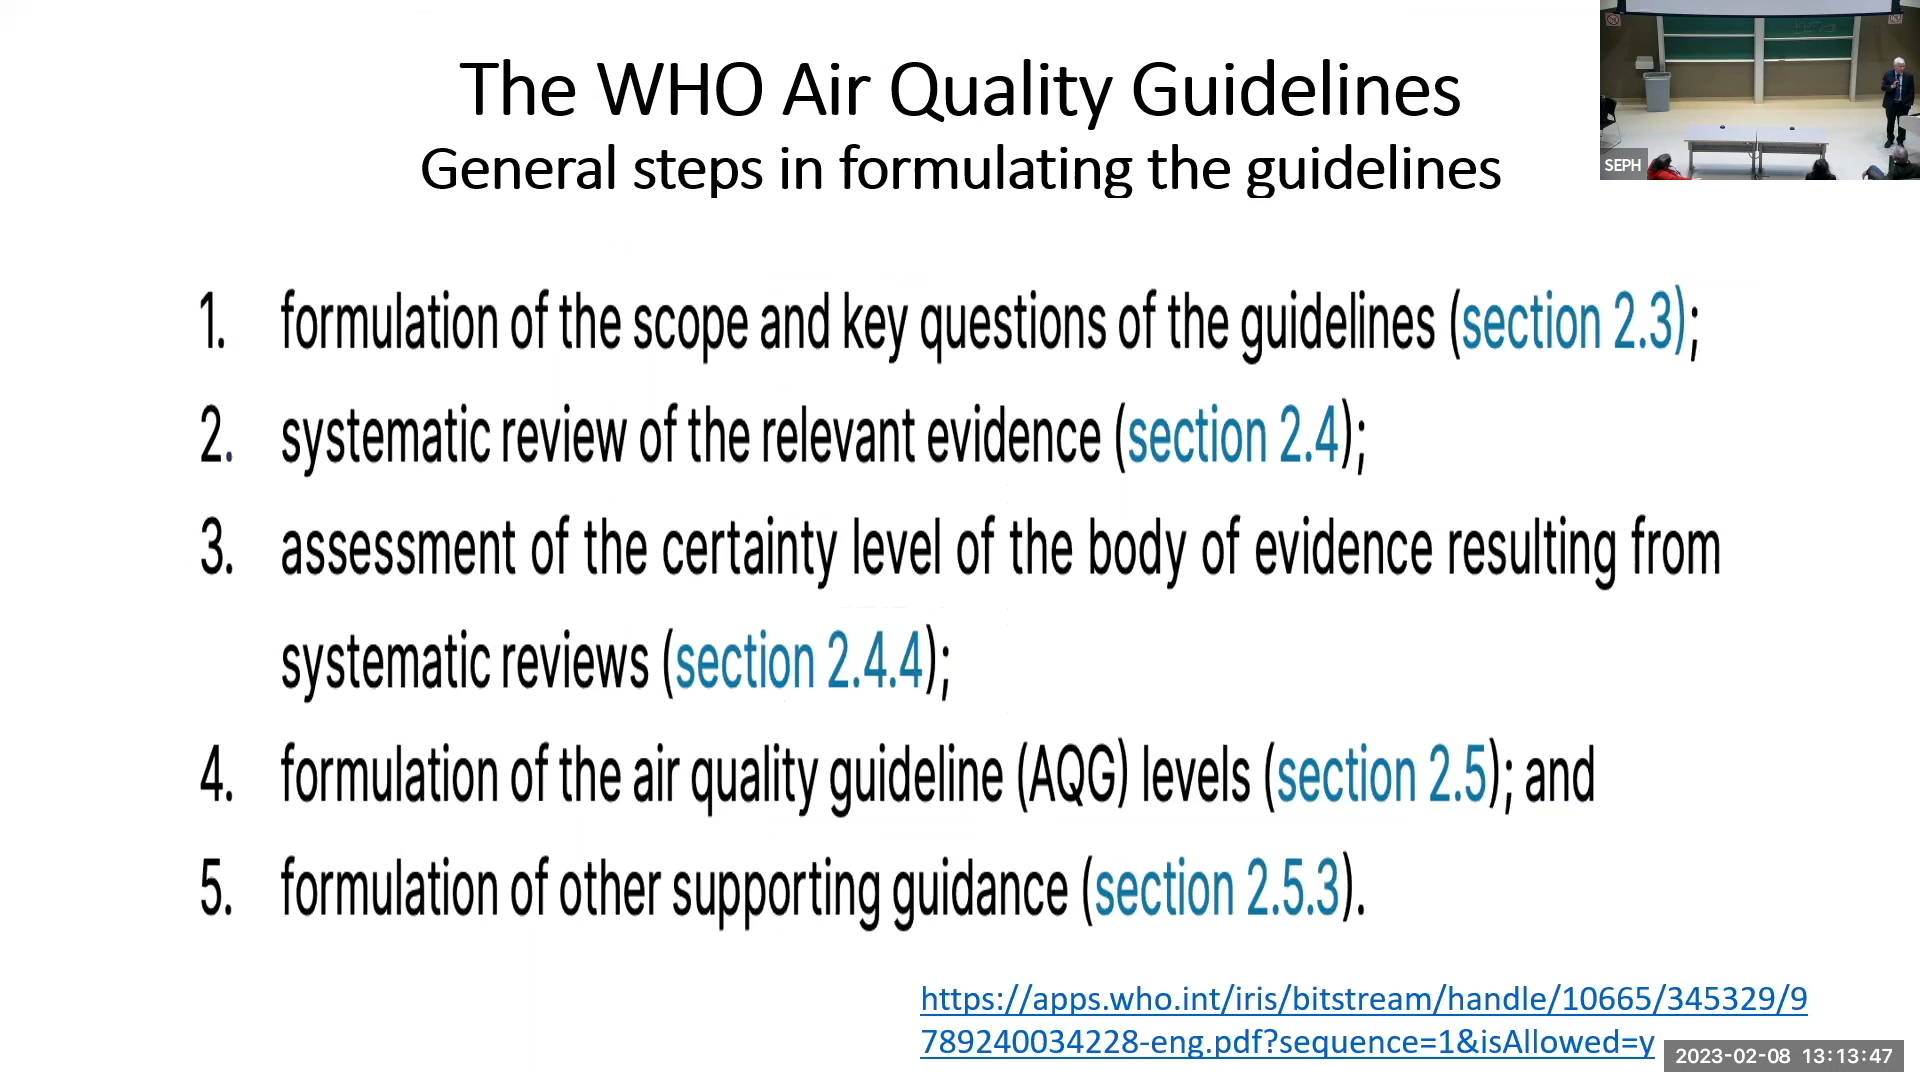 The WHO Air Quality Guidelines
General steps in formulating the guidelines
SEPH
1. formulation of the scope and key questions of the guidelines (section 2.3);
2. systematic review of the relevant evidence (section 2.4);
3. assessment of the certainty level of the body of evidence resulting from
systematic reviews (section 2.4.4);
4. formulation of the air quality guideline (AQG) levels (section 2.5); and
5. formulation of other supporting guidance (section 2.5.3).
https://apps.who.int/iris/bitstream/handle/10665/345329/9
789240034228-eng.pdf?sequence=1&isAllowed=y
2023-02-08 13:13:47